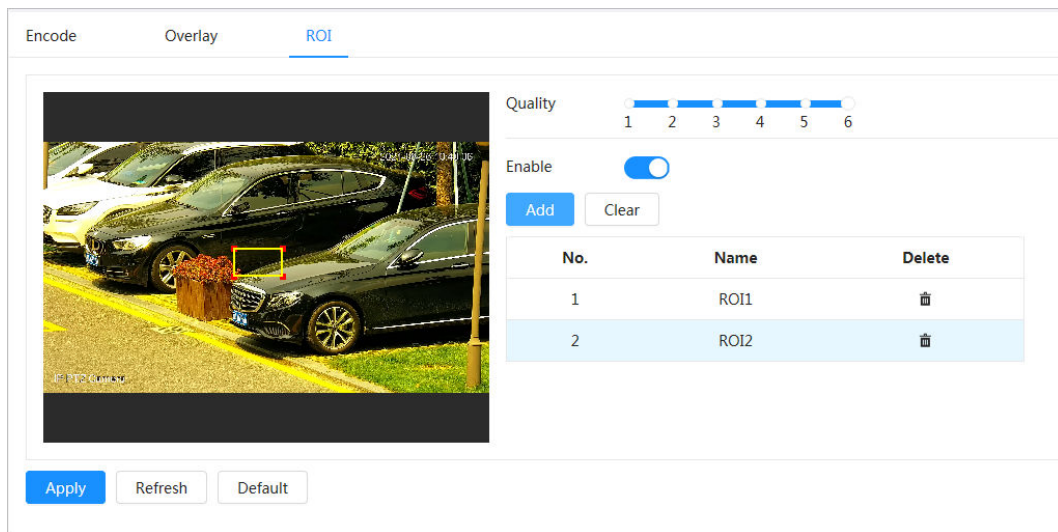 Encode Overlay ROI
Quality
1 2 3 4 5 6
Enable
Add Clear
No. Name Delete
1 ROI1
2 ROI2
Apply Refresh Default